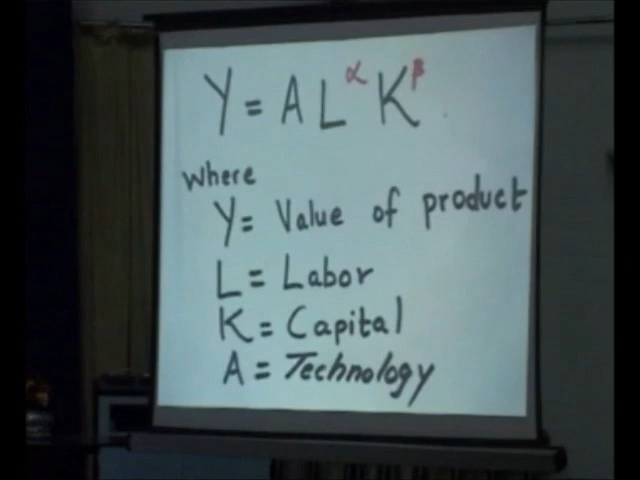 Y = A L^α K^β
where
Y = Value of product
L = Labor
K = Capital
A = Technology